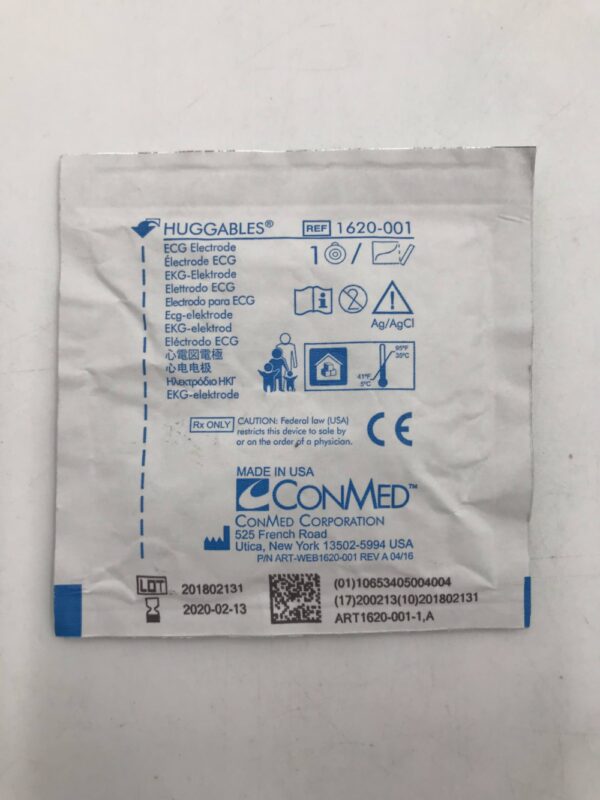 HUGGABLES®
REF 1620-001
ECG Electrode
Électrode ECG
EKG-Elektrode
Elettrodo ECG
Electrodo para ECG
Ecg-elektrode
EKG-elektrod
Eléctrodo ECG
心電図電極
心电电极
Ηλεκτρόδιο ΗΚΓ
EKG-elektrode
1 /
Ag/AgCl
95ºF
35ºC
41ºF
5ºC
Rx ONLY
CAUTION: Federal law (USA)
restricts this device to sale by
or on the order of a physician.
CE
MADE IN USA
CONMED™
CONMED CORPORATION
525 French Road
Utica, New York 13502-5994 USA
P/N ART-WEB1620-001 REV A 04/16
LOT 201802131
2020-02-13
(01)10653405004004
(17)200213(10)201802131
ART1620-001-1,A